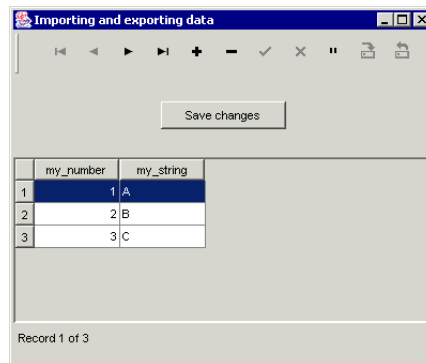 Importing and exporting data
Save changes
my_number my_string
1 1 A
2 2 B
3 3 C
Record 1 of 3